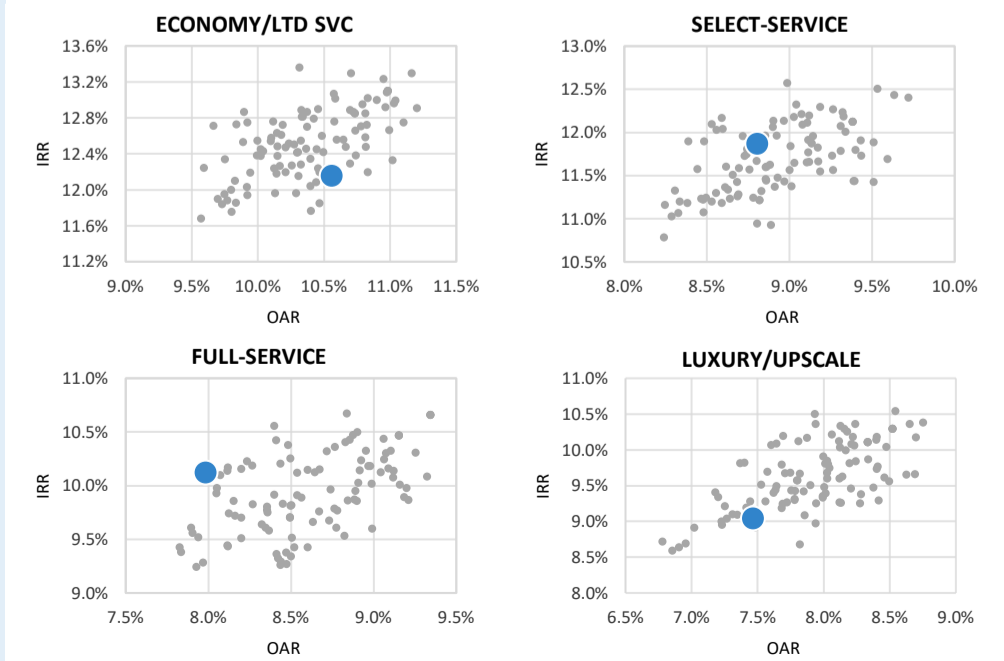 ECONOMY/LTD SVC
13.6%
13.2%
12.8%
12.4%
12.0%
11.6%
11.2%
IRR
9.0% 9.5% 10.0% 10.5% 11.0% 11.5%
OAR
SELECT-SERVICE
13.0%
12.5%
12.0%
11.5%
11.0%
10.5%
IRR
8.0% 8.5% 9.0% 9.5% 10.0%
OAR
FULL-SERVICE
11.0%
10.5%
10.0%
9.5%
9.0%
IRR
7.5% 8.0% 8.5% 9.0% 9.5%
OAR
LUXURY/UPSCALE
11.0%
10.5%
10.0%
9.5%
9.0%
8.5%
8.0%
IRR
6.5% 7.0% 7.5% 8.0% 8.5% 9.0%
OAR